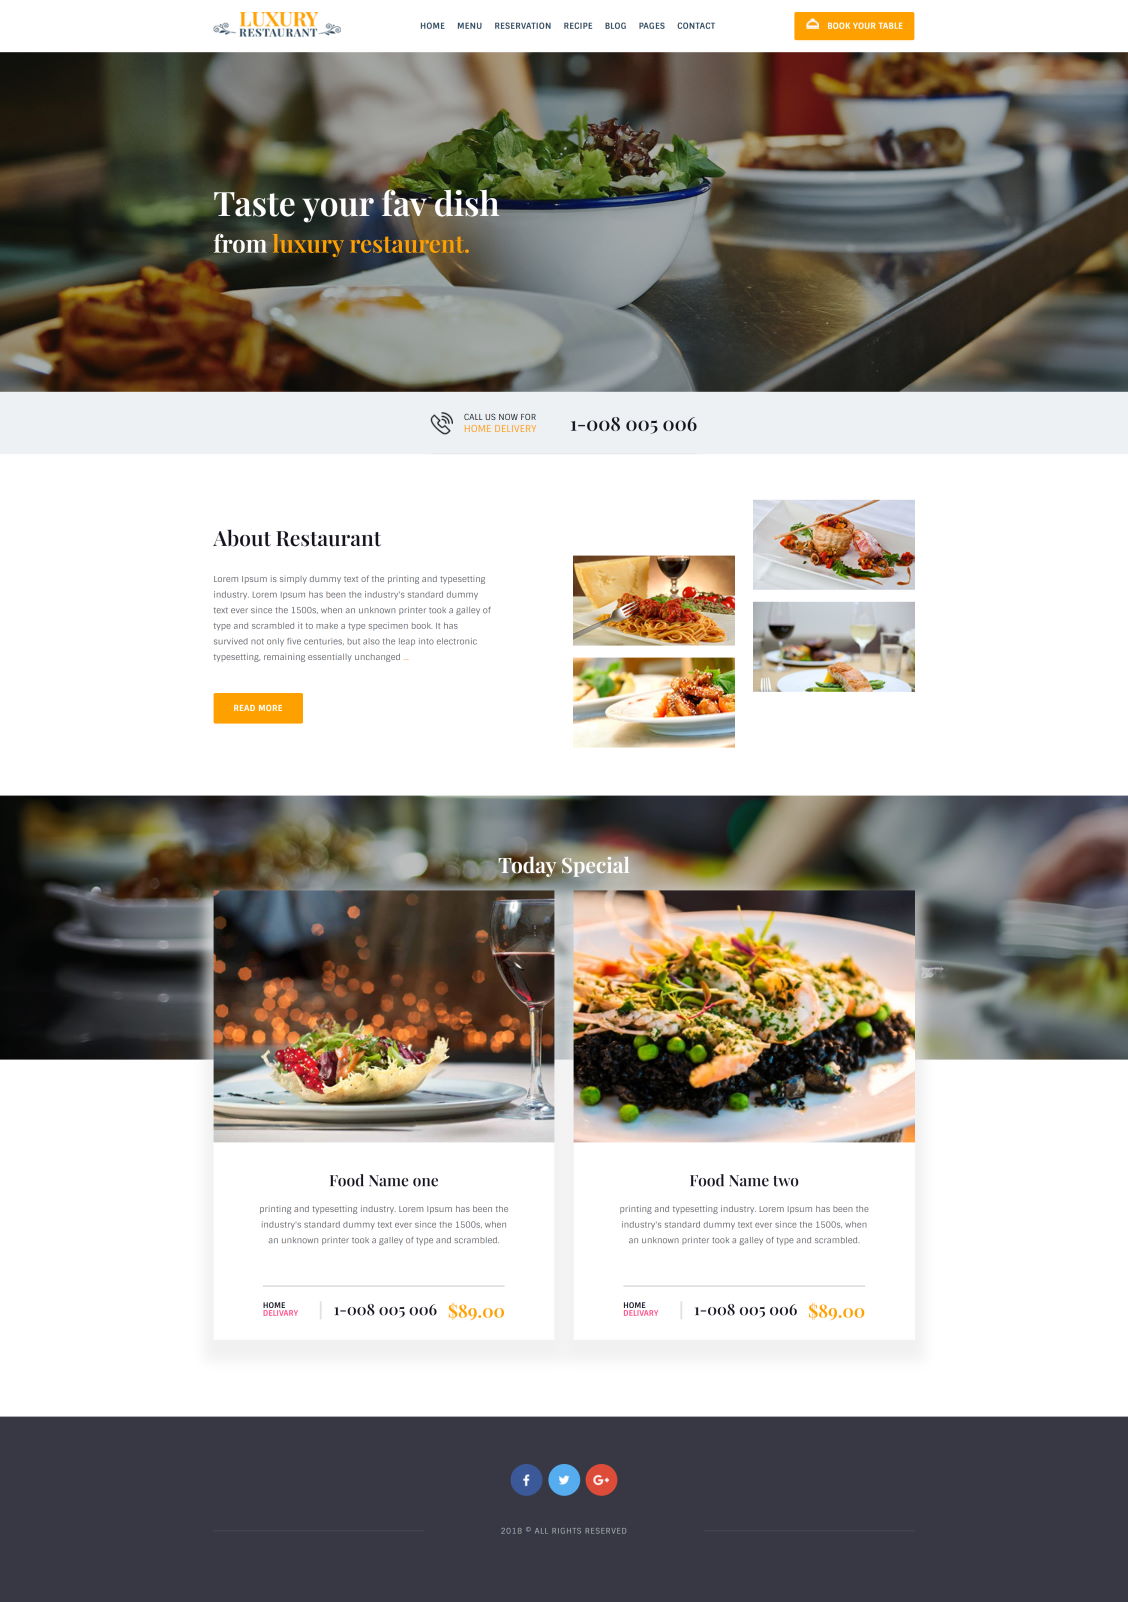 LUXURY
RESTAURANT
HOME MENU RESERVATION RECIPE BLOG PAGES CONTACT
BOOK YOUR TABLE
Taste your fav dish
from luxury restaurent.
CALL US NOW FOR
HOME DELIVERY
1-008 005 006
About Restaurant
Lorem Ipsum is simply dummy text of the printing and typesetting
industry. Lorem Ipsum has been the industry's standard dummy
text ever since the 1500s, when an unknown printer took a galley of
type and scrambled it to make a type specimen book. It has
survived not only five centuries, but also the leap into electronic
typesetting, remaining essentially unchanged ...
READ MORE
Today Special
Food Name one
printing and typesetting industry. Lorem Ipsum has been the
industry's standard dummy text ever since the 1500s, when
an unknown printer took a galley of type and scrambled.
HOME
DELIVARY
1-008 005 006
$89.00
Food Name two
printing and typesetting industry. Lorem Ipsum has been the
industry's standard dummy text ever since the 1500s, when
an unknown printer took a galley of type and scrambled.
HOME
DELIVARY
1-008 005 006
$89.00
f
G+
2018 © ALL RIGHTS RESERVED